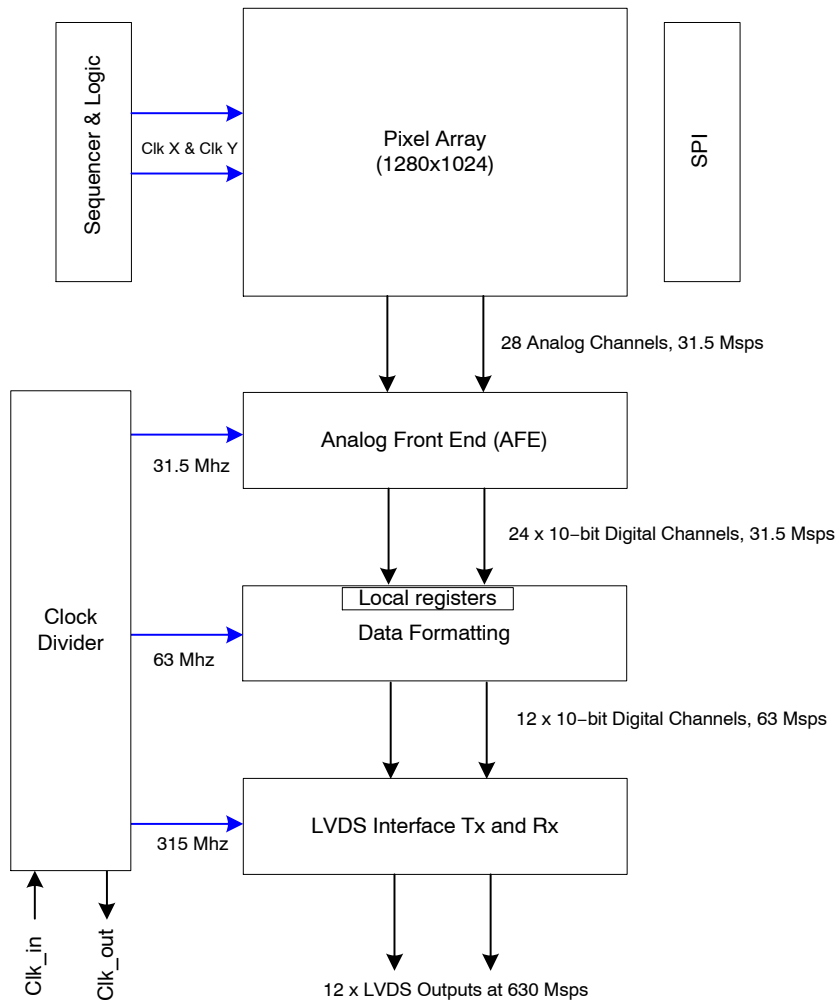 Sequencer & Logic
Clk X & Clk Y
Pixel Array
(1280x1024)
SPI
28 Analog Channels, 31.5 Msps
Analog Front End (AFE)
31.5 Mhz
24 x 10−bit Digital Channels, 31.5 Msps
Local registers
Data Formatting
Clock
Divider
63 Mhz
12 x 10−bit Digital Channels, 63 Msps
LVDS Interface Tx and Rx
315 Mhz
Clk_in
Clk_out
12 x LVDS Outputs at 630 Msps